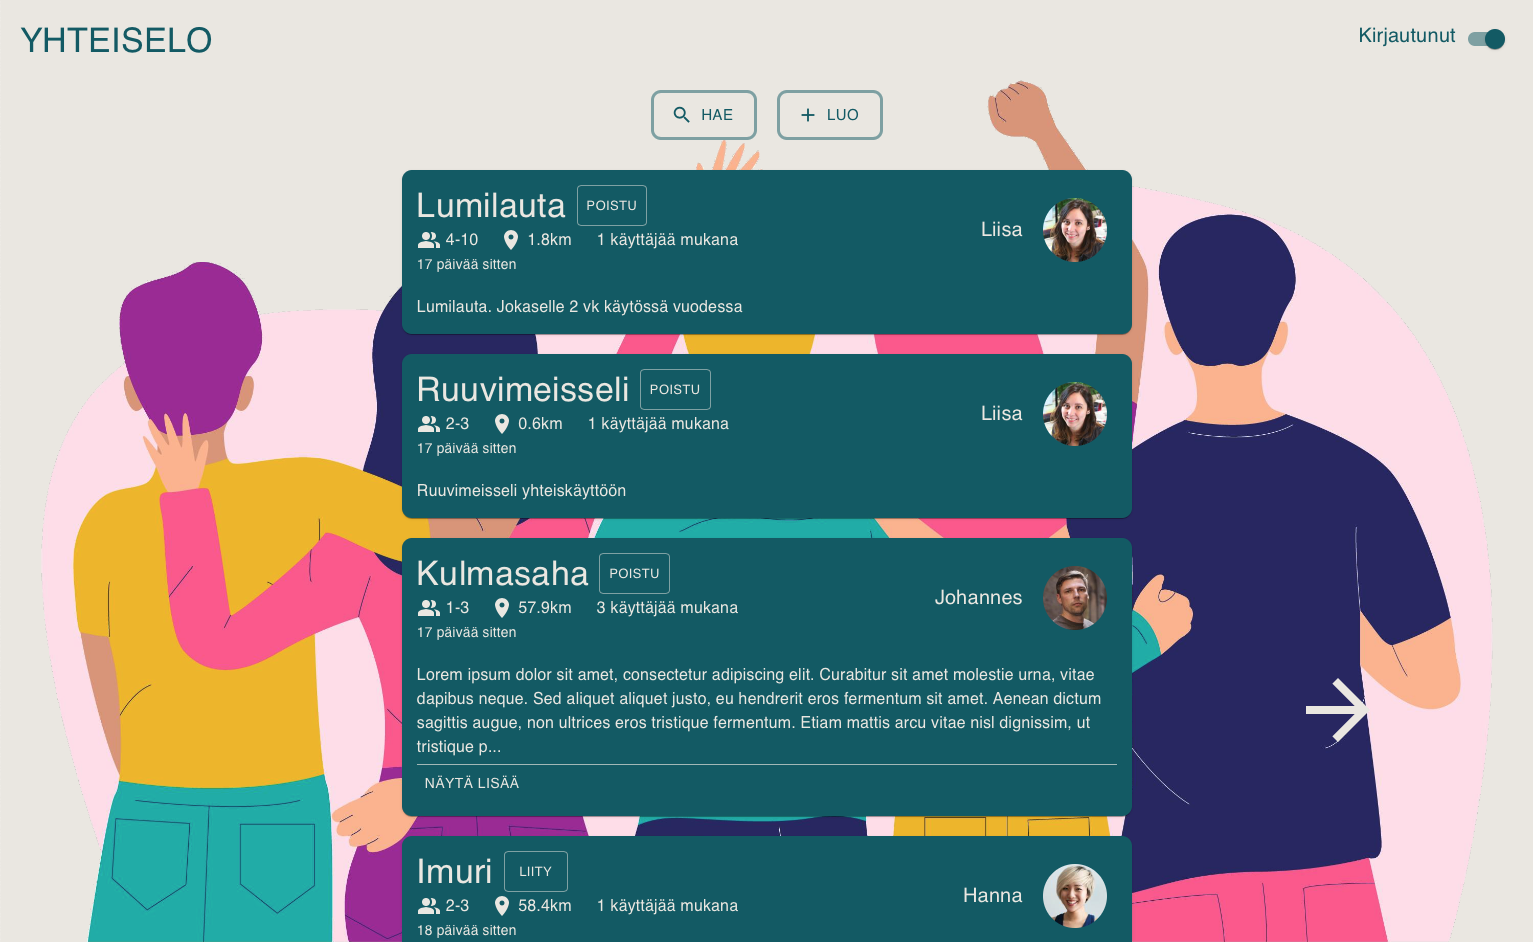 YHTEISELO
Kirjautunut
HAE
LUO
Lumilauta POISTU
4-10 1.8km 1 käyttäjää mukana
17 päivää sitten
Liisa
Lumilauta. Jokaselle 2 vk käytössä vuodessa
Ruuvimeisseli POISTU
2-3 0.6km 1 käyttäjää mukana
17 päivää sitten
Liisa
Ruuvimeisseli yhteiskäyttöön
Kulmasaha POISTU
1-3 57.9km 3 käyttäjää mukana
17 päivää sitten
Johannes
Lorem ipsum dolor sit amet, consectetur adipiscing elit. Curabitur sit amet molestie urna, vitae
dapibus neque. Sed aliquet aliquet justo, eu hendrerit eros fermentum sit amet. Aenean dictum
sagittis augue, non ultrices eros tristique fermentum. Etiam mattis arcu vitae nisl dignissim, ut
tristique p...
NÄYTÄ LISÄÄ
Imuri LIITY
2-3 58.4km 1 käyttäjää mukana
18 päivää sitten
Hanna